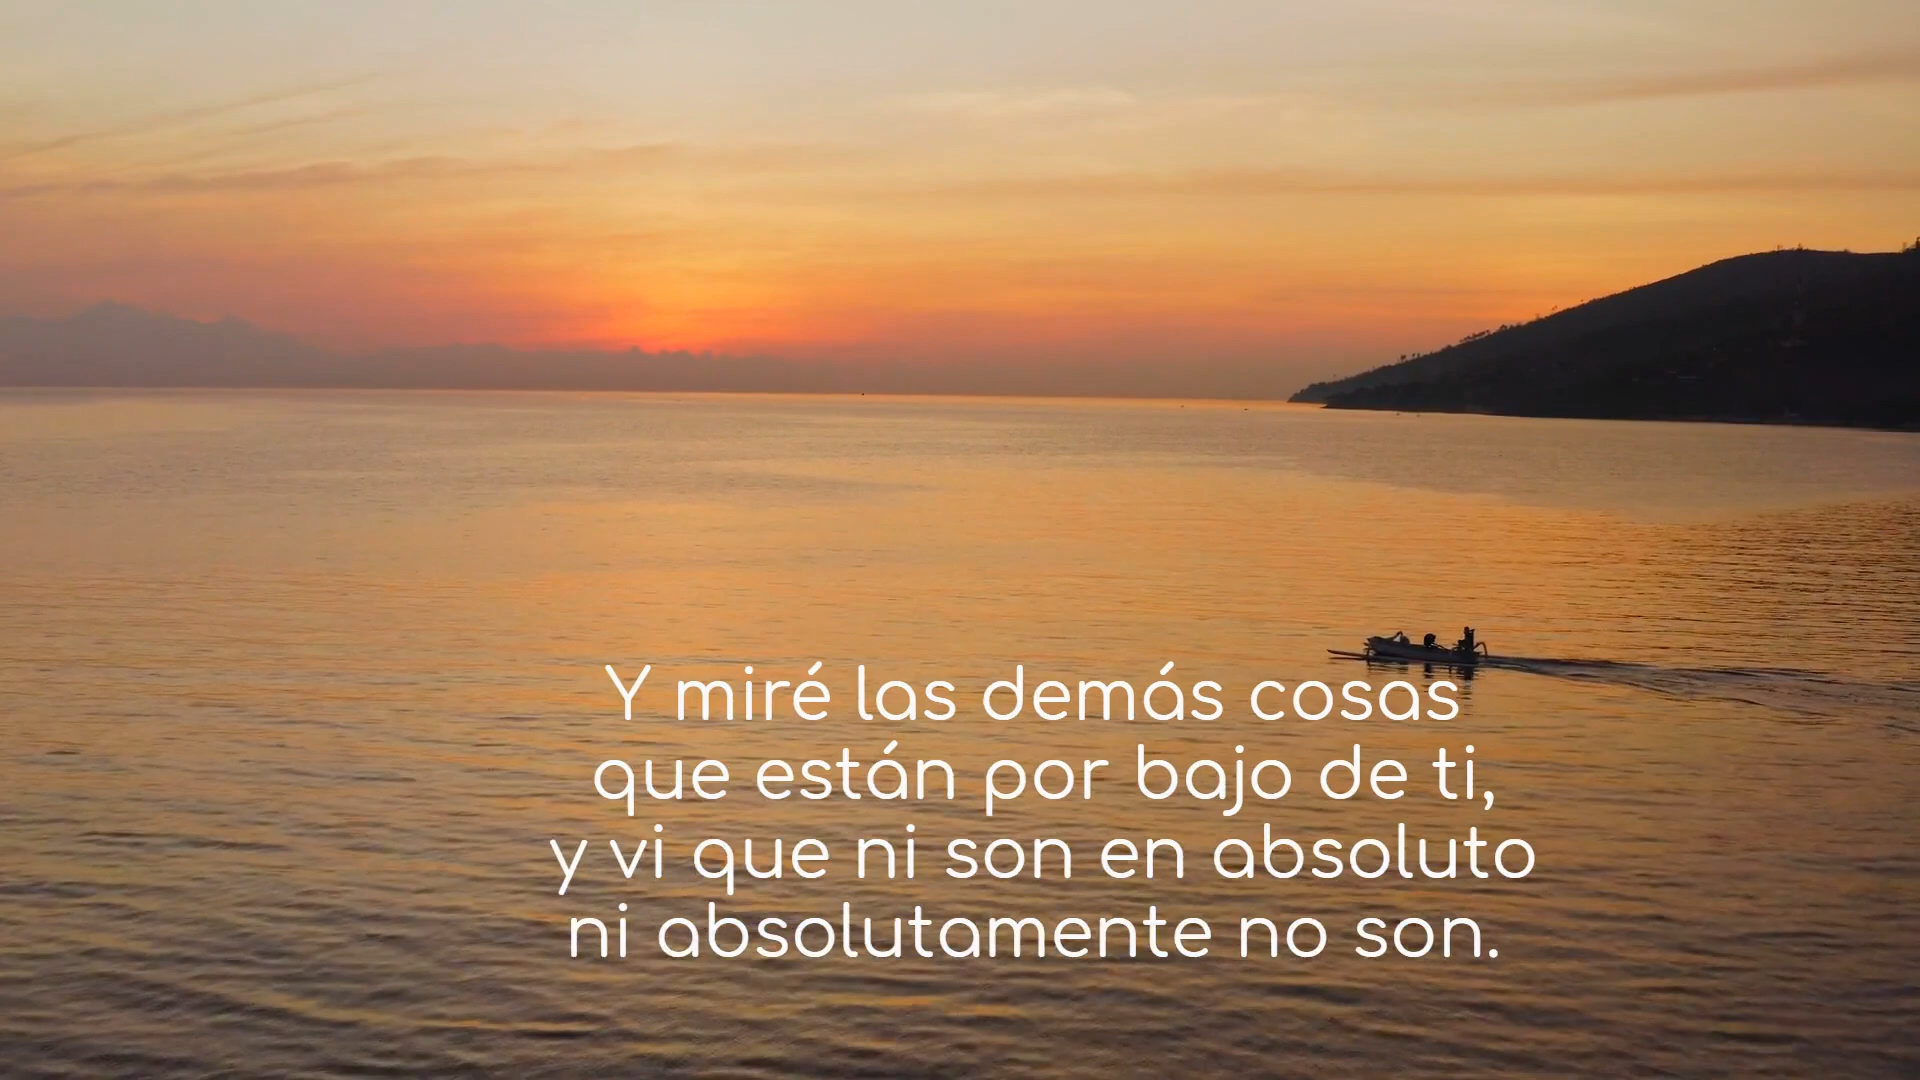 Y miré las demás cosas
que están por bajo de ti,
y vi que ni son en absoluto
ni absolutamente no son.